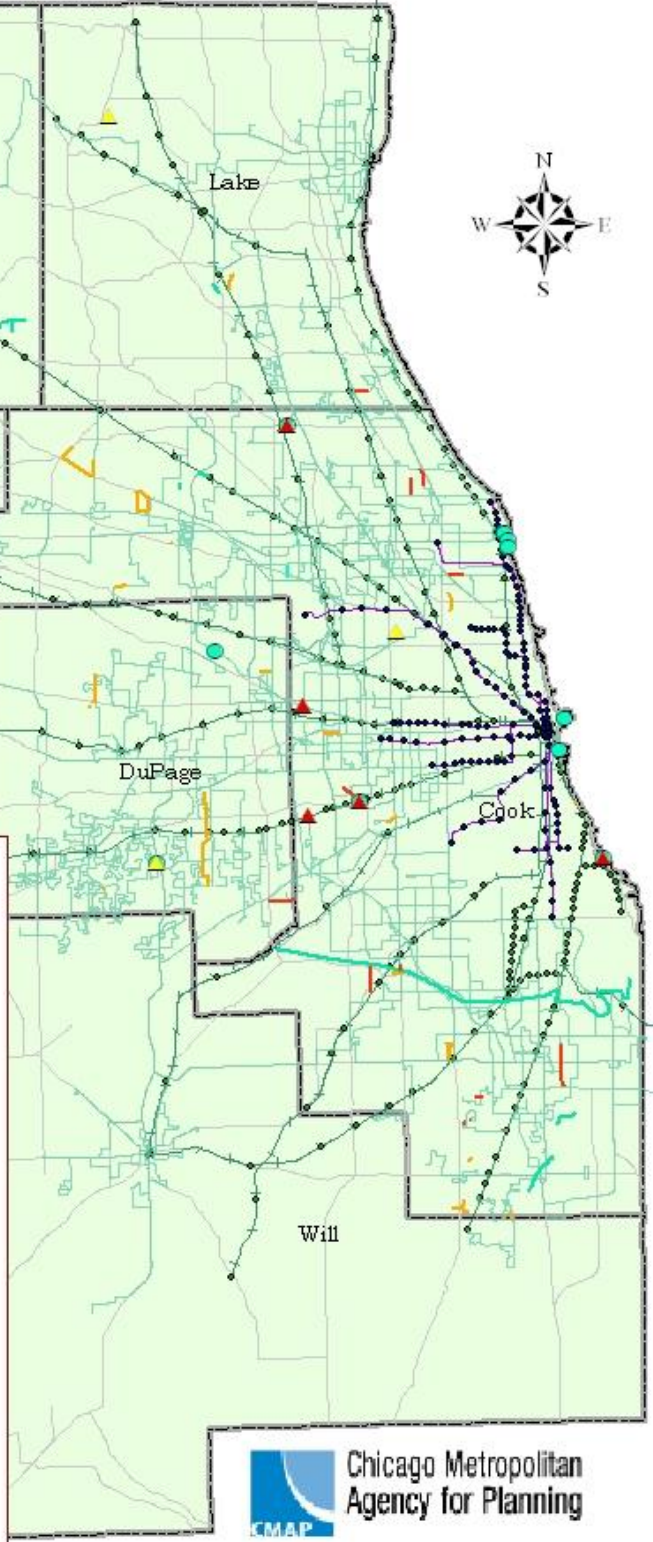 Lake
N
W E
S
DuPage
Cook
Will
Chicago Metropolitan
Agency for Planning
CMAP